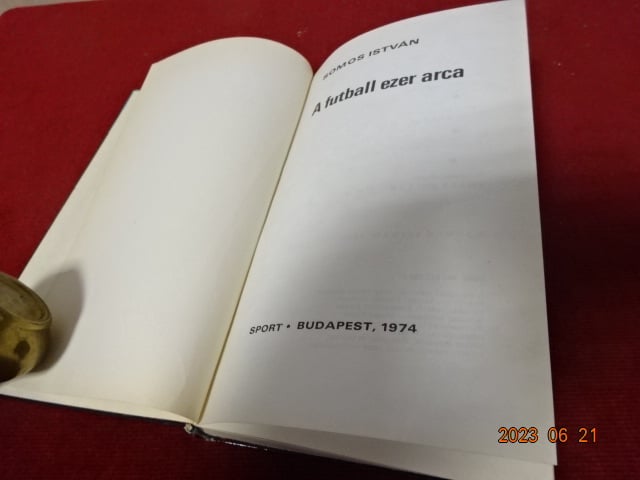 SOMOS ISTVÁN
A futball ezer arca
SPORT • BUDAPEST, 1974
2023 06 21